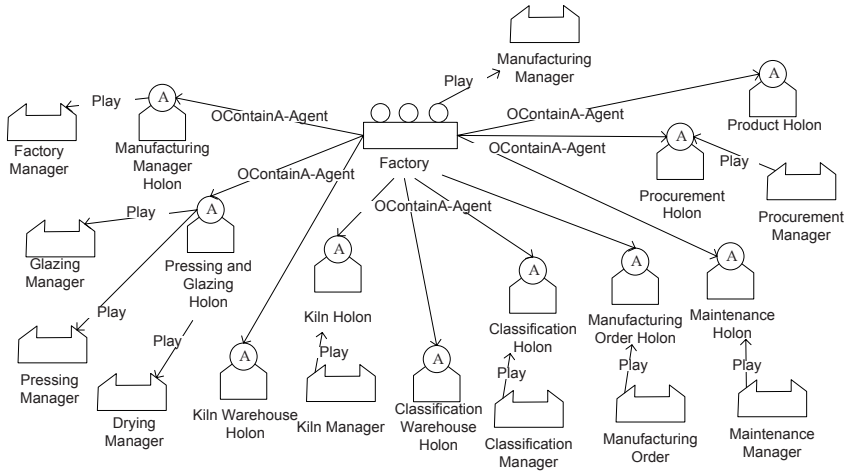 Manufacturing
Manager
Play
A
Product Holon
OContainA-Agent
A
Play
Factory
Manager
Manufacturing
Manager
Holon
OContainA-Agent
Factory
OContainA-Agent
A
Play
Procurement
Holon
Procurement
Manager
OContainA-Agent
OContainA-Agent
A
Play
Glazing
Manager
Pressing and
Glazing
Holon
Play
Pressing
Manager
Play
Drying
Manager
A
Kiln Warehouse
Holon
A
Kiln Holon
Play
Kiln Manager
A
Classification
Warehouse
Holon
A
Classification
Holon
Play
Classification
Manager
A
Manufacturing
Order Holon
Play
Manufacturing
Order
A
Maintenance
Holon
Play
Maintenance
Manager